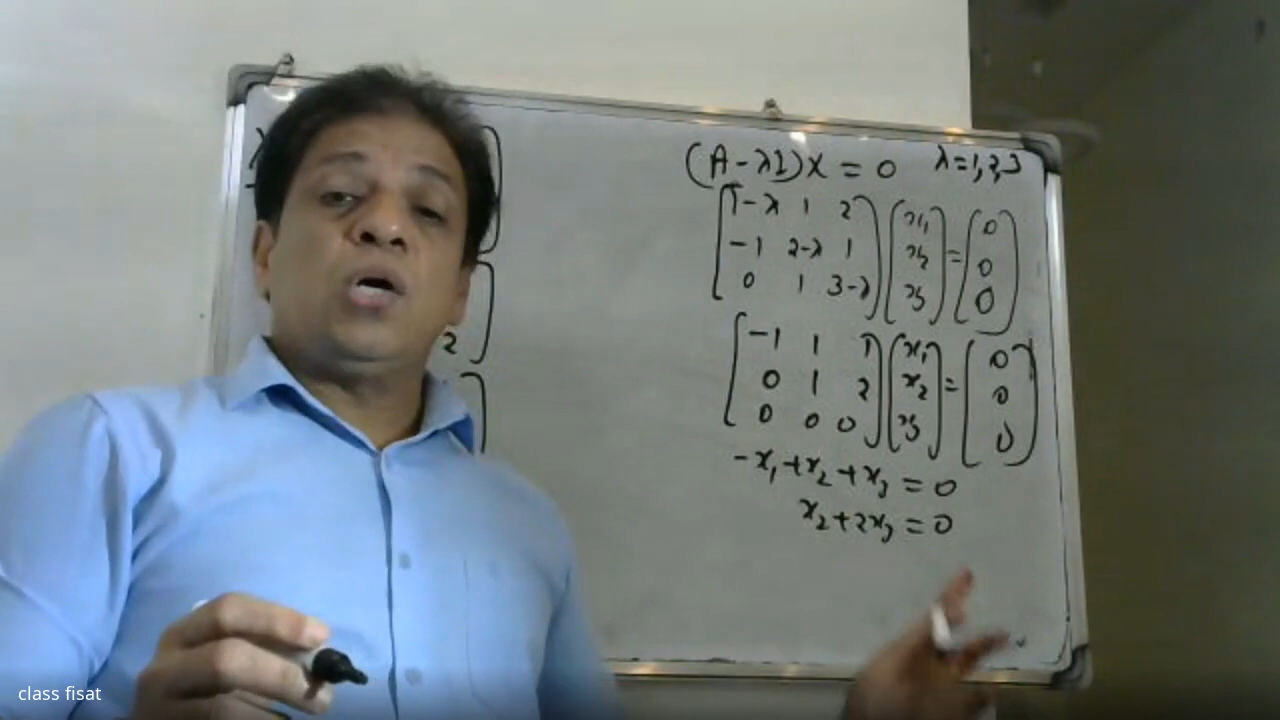 (A-λI)X = 0 λ=1,2,3
[1-λ 1 2] [x₁] = [0]
[-1 2-λ 1] [x₂] [0]
[0 1 3-λ] [x₃] [0]
[-1 1 1] [x₁] = [0]
[0 1 2] [x₂] [0]
[0 0 0] [x₃] [0]
-x₁+x₂+x₃ = 0
x₂+2x₃ = 0
2
class fisat